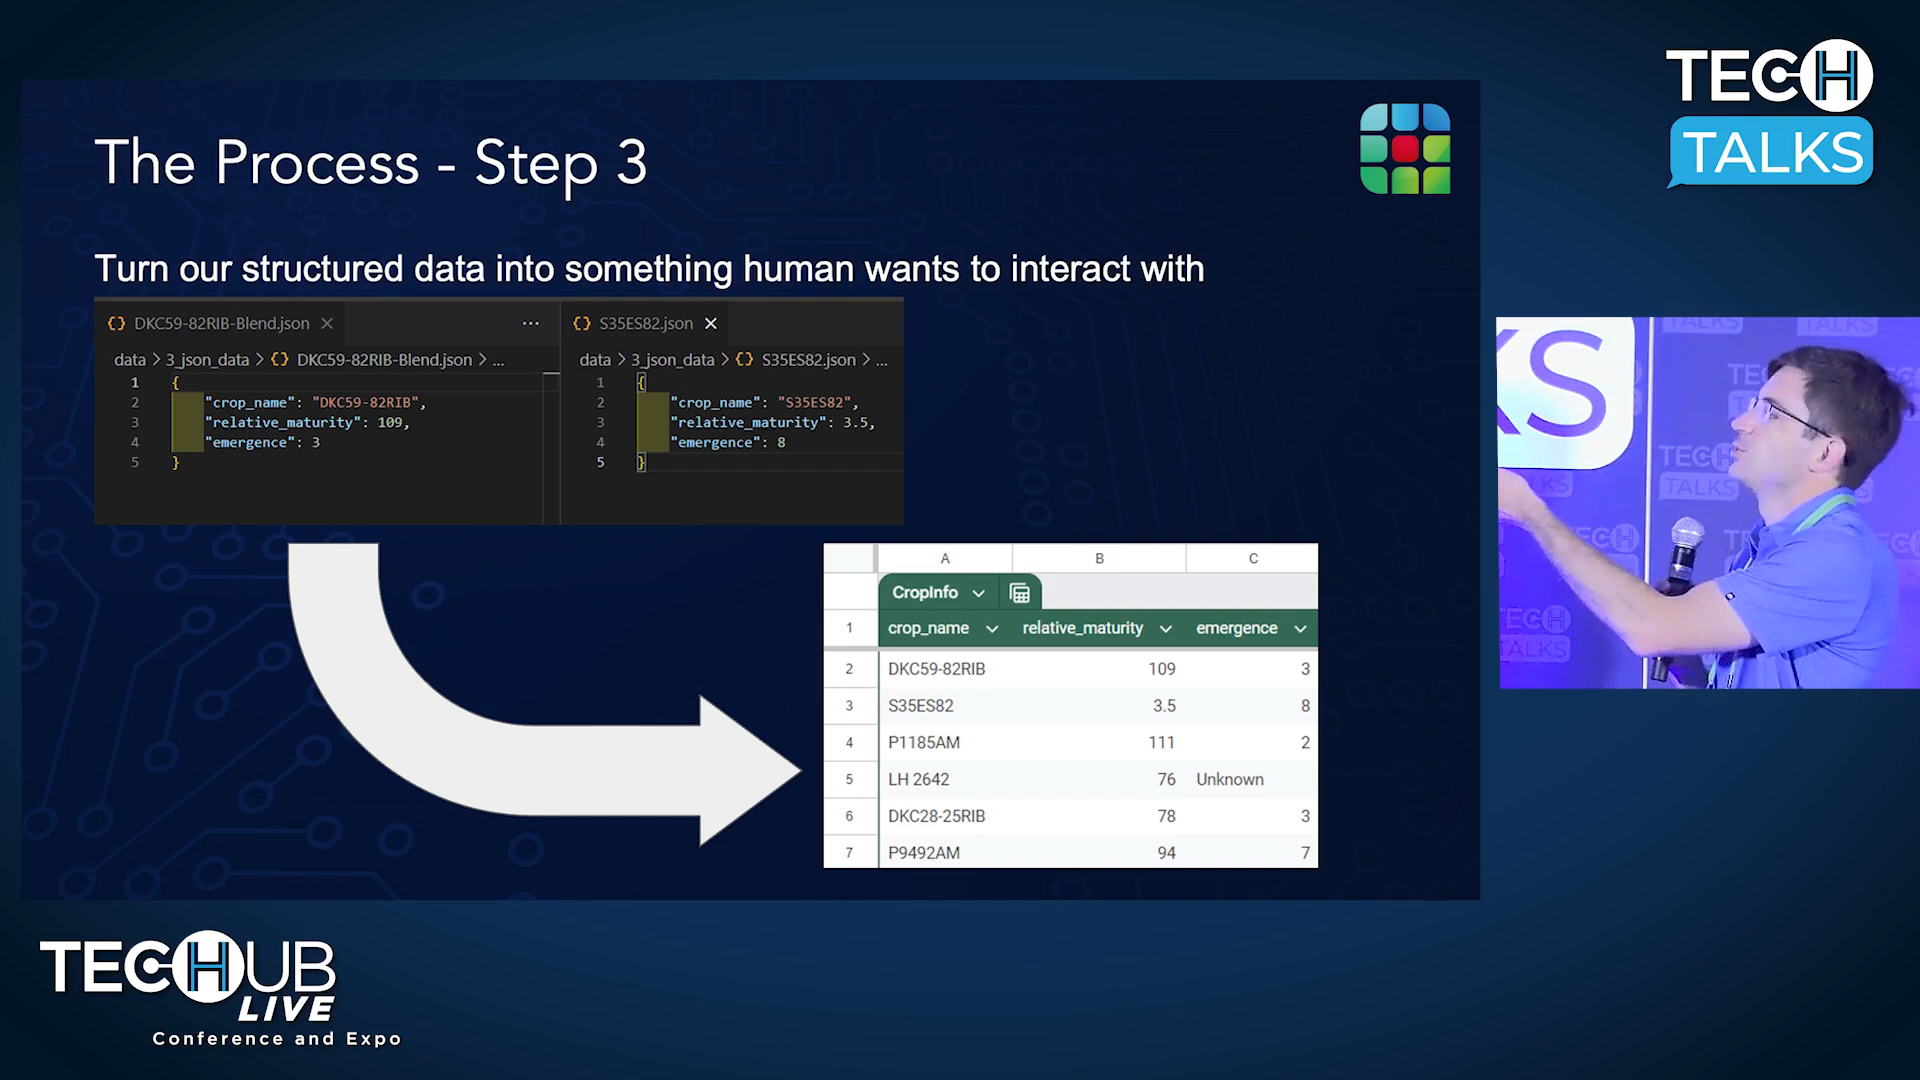 TECH
TALKS
The Process - Step 3
Turn our structured data into something human wants to interact with
DKC59-82RIB-Blend.json
data > 3_json_data > {} DKC59-82RIB-Blend.json > ...
1 {
2 "crop_name": "DKC59-82RIB",
3 "relative_maturity": 109,
4 "emergence": 3
5 }
S35ES82.json
data > 3_json_data > {} S35ES82.json > ...
1 {
2 "crop_name": "S35ES82",
3 "relative_maturity": 3.5,
4 "emergence": 8
5 }
A B C
CropInfo
1 crop_name relative_maturity emergence
2 DKC59-82RIB 109 3
3 S35ES82 3.5 8
4 P1185AM 111 2
5 LH 2642 76 Unknown
6 DKC28-25RIB 78 3
7 P9492AM 94 7
KS
TALKS
TALKS
TECH
TALKS
TECHUB
LIVE
Conference and Expo